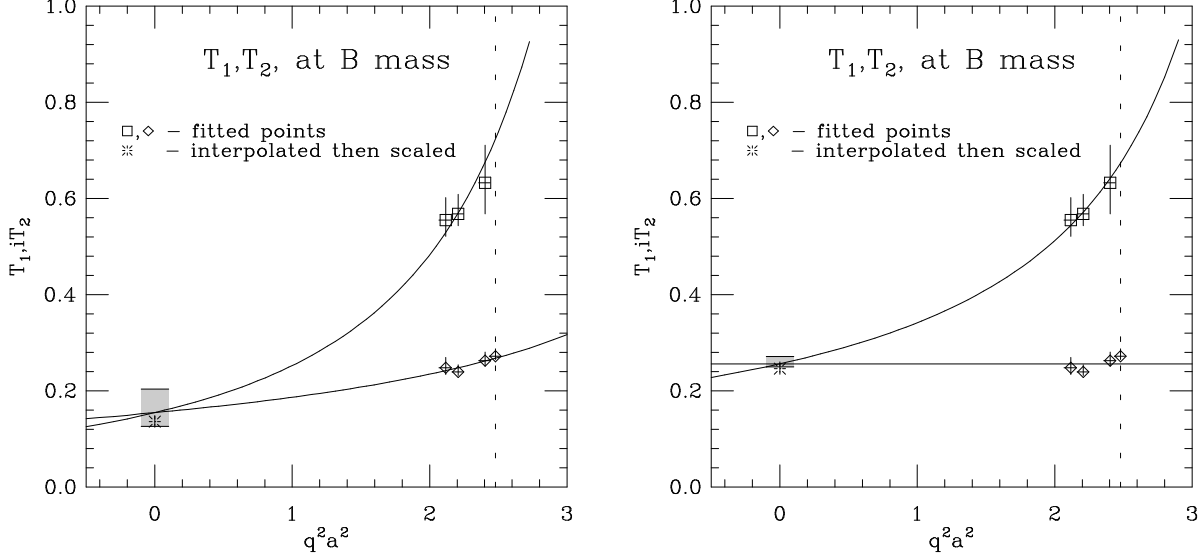 T₁,T₂, at B mass
□,◇ – fitted points
– interpolated then scaled
T₁,iT₂
1.0
0.8
0.6
0.4
0.2
0.0
0 1 2 3
q²a²
T₁,T₂, at B mass
□,◇ – fitted points
– interpolated then scaled
T₁,iT₂
1.0
0.8
0.6
0.4
0.2
0.0
0 1 2 3
q²a²